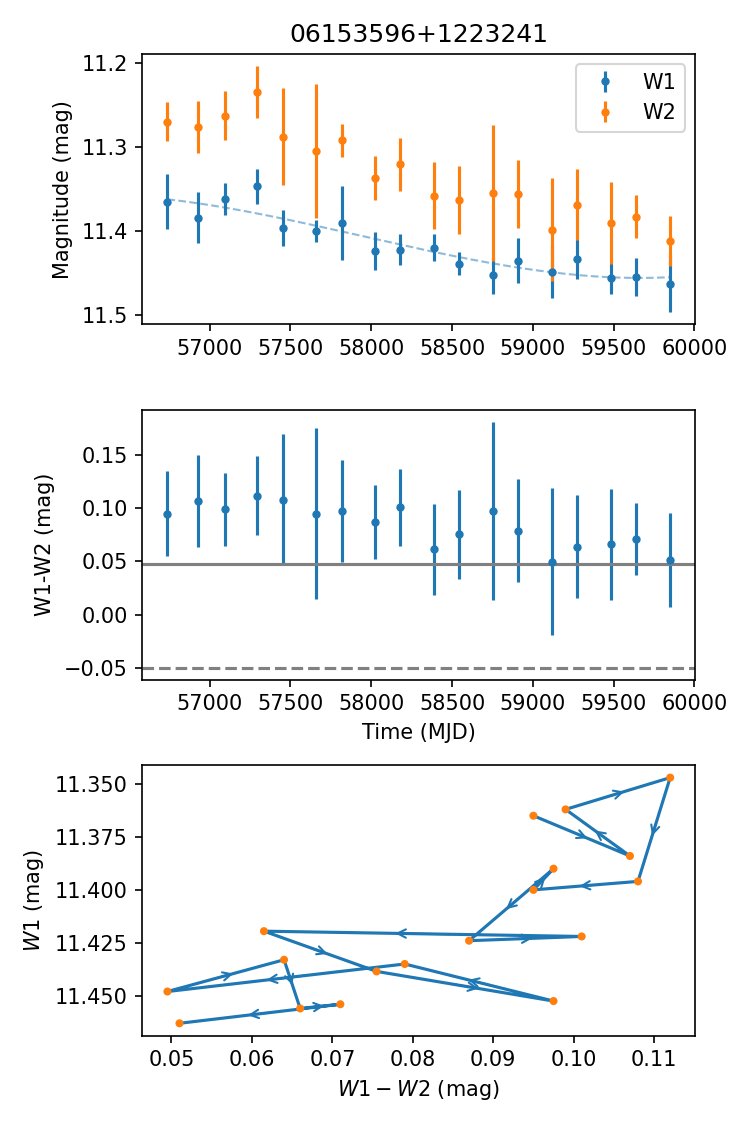 06153596+1223241
Magnitude (mag)
11.2
11.3
11.4
11.5
W1
W2
57000 57500 58000 58500 59000 59500 60000
W1-W2 (mag)
0.15
0.10
0.05
0.00
−0.05
57000 57500 58000 58500 59000 59500 60000
Time (MJD)
W1 (mag)
11.350
11.375
11.400
11.425
11.450
0.05 0.06 0.07 0.08 0.09 0.10 0.11
W1 − W2 (mag)